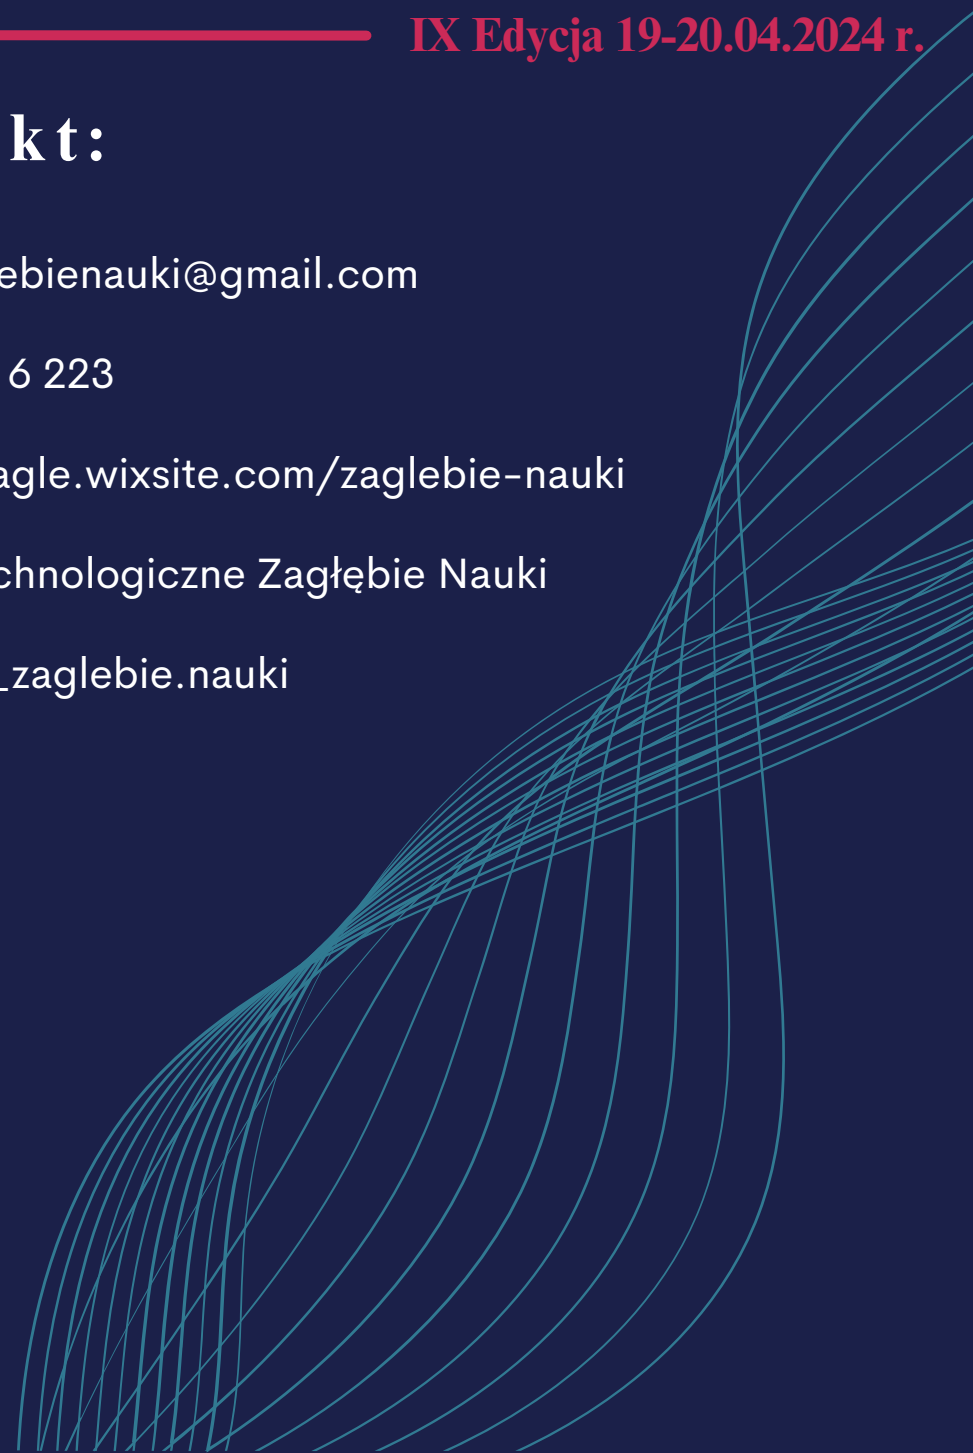 IX Edycja 19-20.04.2024 r.
kt:
ebienauki@gmail.com
6 223
agle.wixsite.com/zaglebie-nauki
chnologiczne Zagłębie Nauki
_zaglebie.nauki